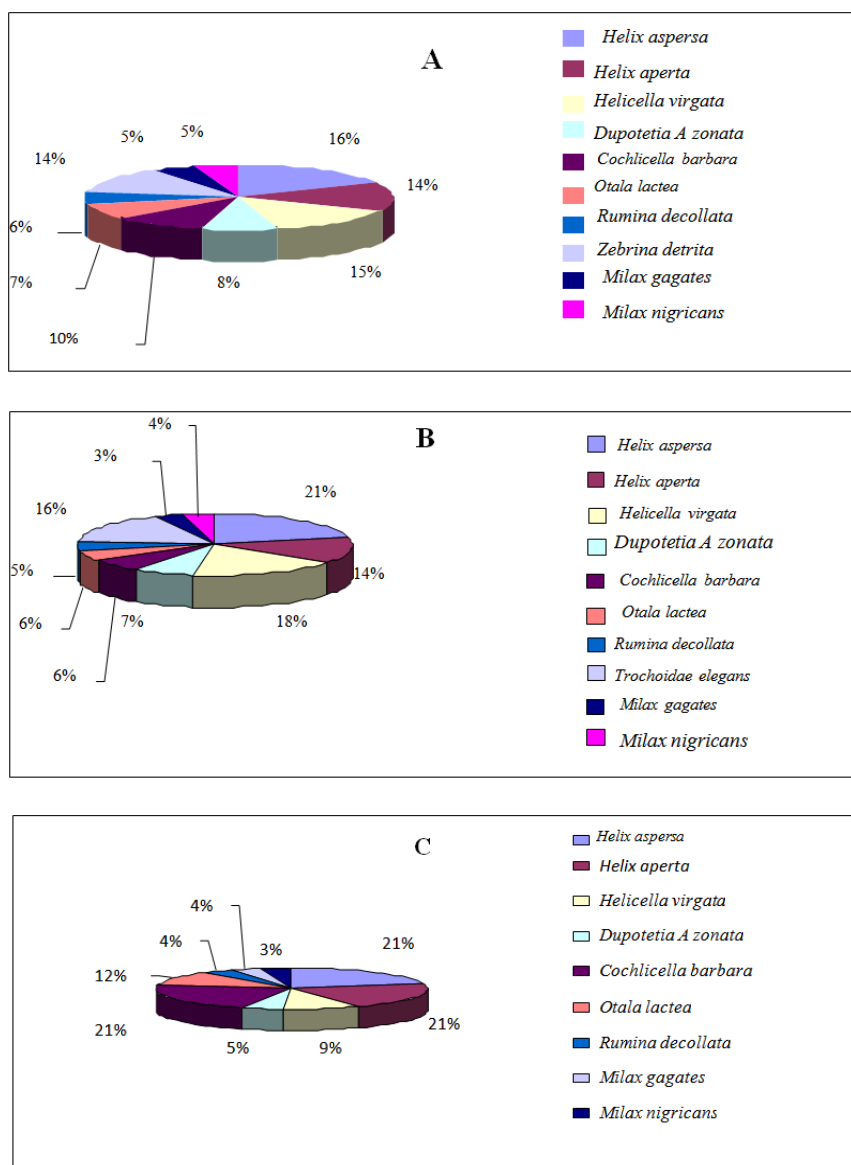 A
Helix aspersa
Helix aperta
Helicella virgata
Dupotetia A zonata
Cochlicella barbara
Otala lactea
Rumina decollata
Zebrina detrita
Milax gagates
Milax nigricans
5%
5%
16%
14%
14%
6%
7%
8%
15%
10%
B
Helix aspersa
Helix aperta
Helicella virgata
Dupotetia A zonata
Cochlicella barbara
Otala lactea
Rumina decollata
Trochoidae elegans
Milax gagates
Milax nigricans
4%
3%
21%
16%
5%
14%
6%
7%
18%
6%
C
Helix aspersa
Helix aperta
Helicella virgata
Dupotetia A zonata
Cochlicella barbara
Otala lactea
Rumina decollata
Milax gagates
Milax nigricans
4%
4%
3%
21%
12%
21%
5%
9%
21%